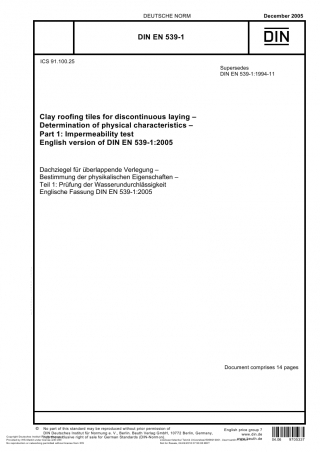 DEUTSCHE NORM
December 2005
DIN EN 539-1
DIN
ICS 91.100.25
Supersedes
DIN EN 539-1:1994-11
Clay roofing tiles for discontinuous laying –
Determination of physical characteristics –
Part 1: Impermeability test
English version of DIN EN 539-1:2005
Dachziegel für überlappende Verlegung –
Bestimmung der physikalischen Eigenschaften –
Teil 1: Prüfung der Wasserundurchlässigkeit
Englische Fassung DIN EN 539-1:2005
Document comprises 14 pages
© No part of this standard may be reproduced without prior permission of
DIN Deutsches Institut für Normung e. V., Berlin. Beuth Verlag GmbH, 10772 Berlin, Germany,
has the exclusive right of sale for German Standards (DIN-Normen).
English price group 7
www.din.de
www.beuth.de
9705337